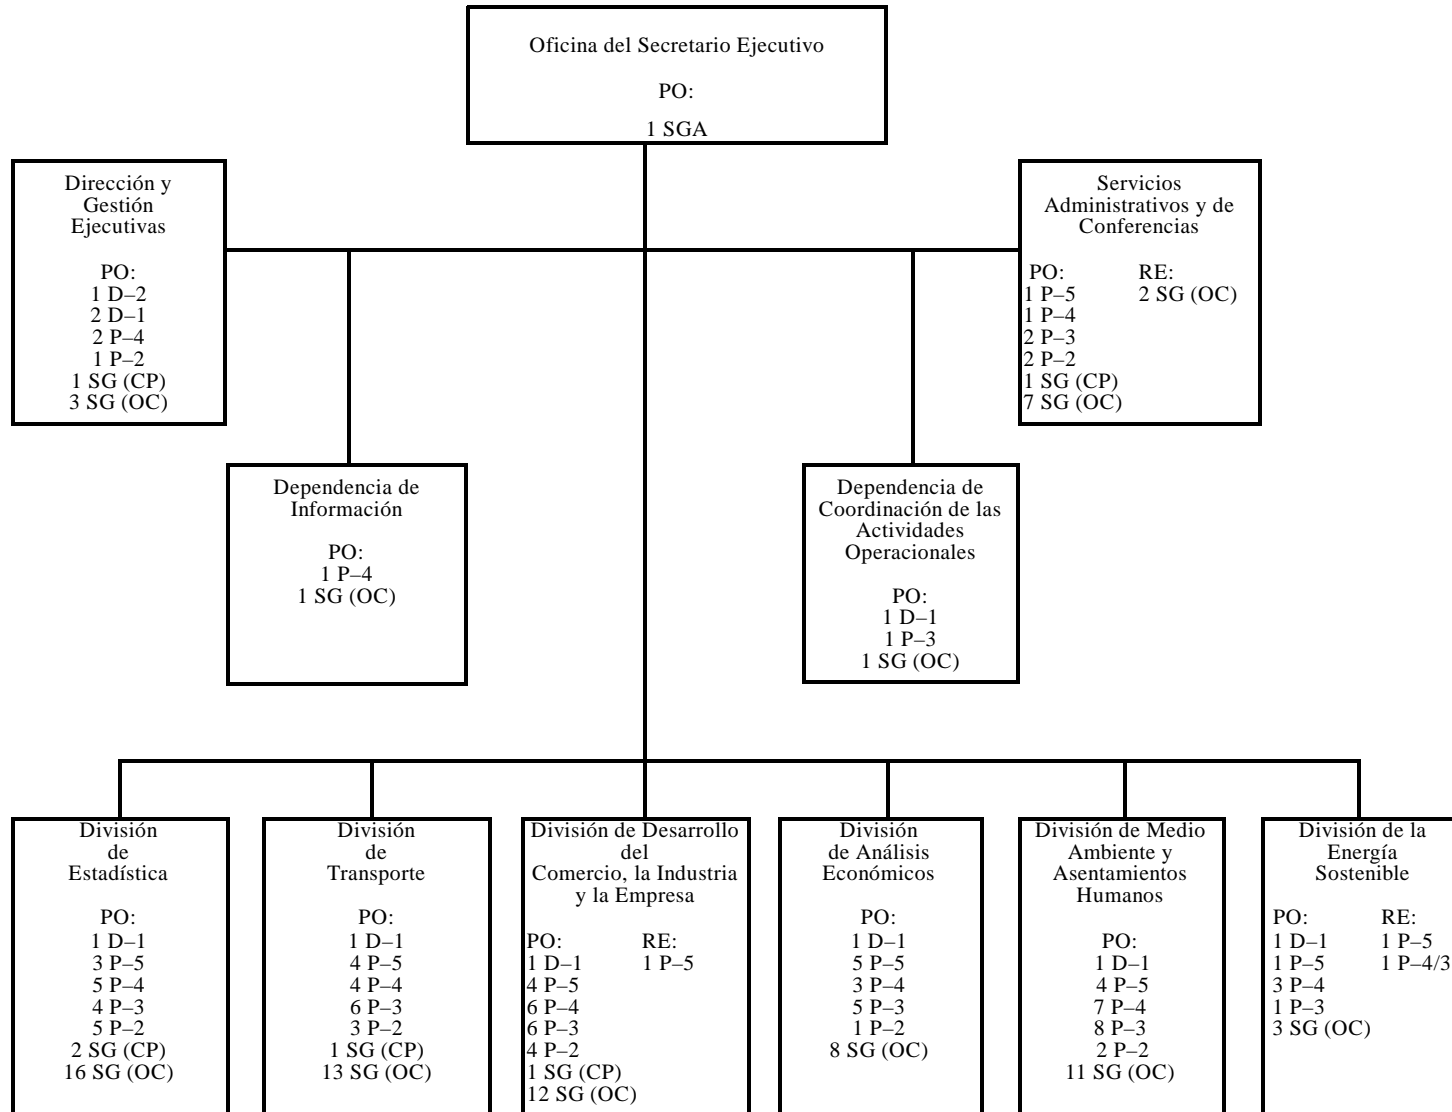 Oficina del Secretario Ejecutivo
PO:
1 SGA
Dirección y
Gestión
Ejecutivas
PO:
1 D–2
2 D–1
2 P–4
1 P–2
1 SG (CP)
3 SG (OC)
Servicios
Administrativos y de
Conferencias
PO: RE:
1 P–5 2 SG (OC)
1 P–4
2 P–3
2 P–2
1 SG (CP)
7 SG (OC)
Dependencia de
Información
PO:
1 P–4
1 SG (OC)
Dependencia de
Coordinación de las
Actividades
Operacionales
PO:
1 D–1
1 P–3
1 SG (OC)
División
de
Estadística
PO:
1 D–1
3 P–5
5 P–4
4 P–3
5 P–2
2 SG (CP)
16 SG (OC)
División
de
Transporte
PO:
1 D–1
4 P–5
4 P–4
6 P–3
3 P–2
1 SG (CP)
13 SG (OC)
División de Desarrollo
del
Comercio, la Industria
y la Empresa
PO: RE:
1 D–1 1 P–5
4 P–5
6 P–4
6 P–3
4 P–2
1 SG (CP)
12 SG (OC)
División
de Análisis
Económicos
PO:
1 D–1
5 P–5
3 P–4
5 P–3
1 P–2
8 SG (OC)
División de Medio
Ambiente y
Asentamientos
Humanos
PO:
1 D–1
4 P–5
7 P–4
8 P–3
2 P–2
11 SG (OC)
División de la
Energía
Sostenible
PO: RE:
1 D–1 1 P–5
1 P–5 1 P–4/3
3 P–4
1 P–3
3 SG (OC)